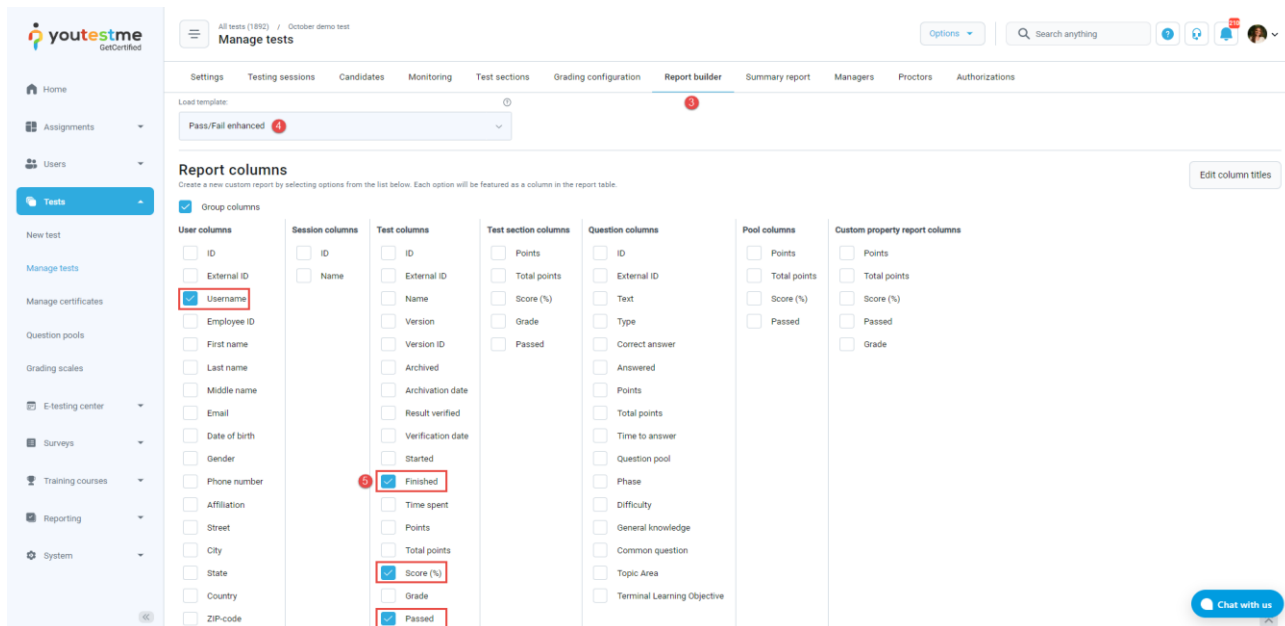 youtestme
GetCertified
Home
Assignments
Users
Tests
New test
Manage tests
Manage certificates
Question pools
Grading scales
E-testing center
Surveys
Training courses
Reporting
System
All tests (1892) / October demo test
Manage tests
Options
Search anything
210
Settings Testing sessions Candidates Monitoring Test sections Grading configuration Report builder Summary report Managers Proctors Authorizations
3
Load template:
Pass/Fail enhanced 4
Report columns
Create a new custom report by selecting options from the list below. Each option will be featured as a column in the report table.
Edit column titles
Group columns
User columns
ID
External ID
Username
Employee ID
First name
Last name
Middle name
Email
Date of birth
Gender
Phone number
Affiliation
Street
City
State
Country
ZIP-code
Session columns
ID
Name
Test columns
ID
External ID
Name
Version
Version ID
Archived
Archivation date
Result verified
Verification date
Started
5 Finished
Time spent
Points
Total points
Score (%)
Grade
Passed
Test section columns
Points
Total points
Score (%)
Grade
Passed
Question columns
ID
External ID
Text
Type
Correct answer
Answered
Points
Total points
Time to answer
Question pool
Phase
Difficulty
General knowledge
Common question
Topic Area
Terminal Learning Objective
Pool columns
Points
Total points
Score (%)
Passed
Custom property report columns
Points
Total points
Score (%)
Passed
Grade
Chat with us